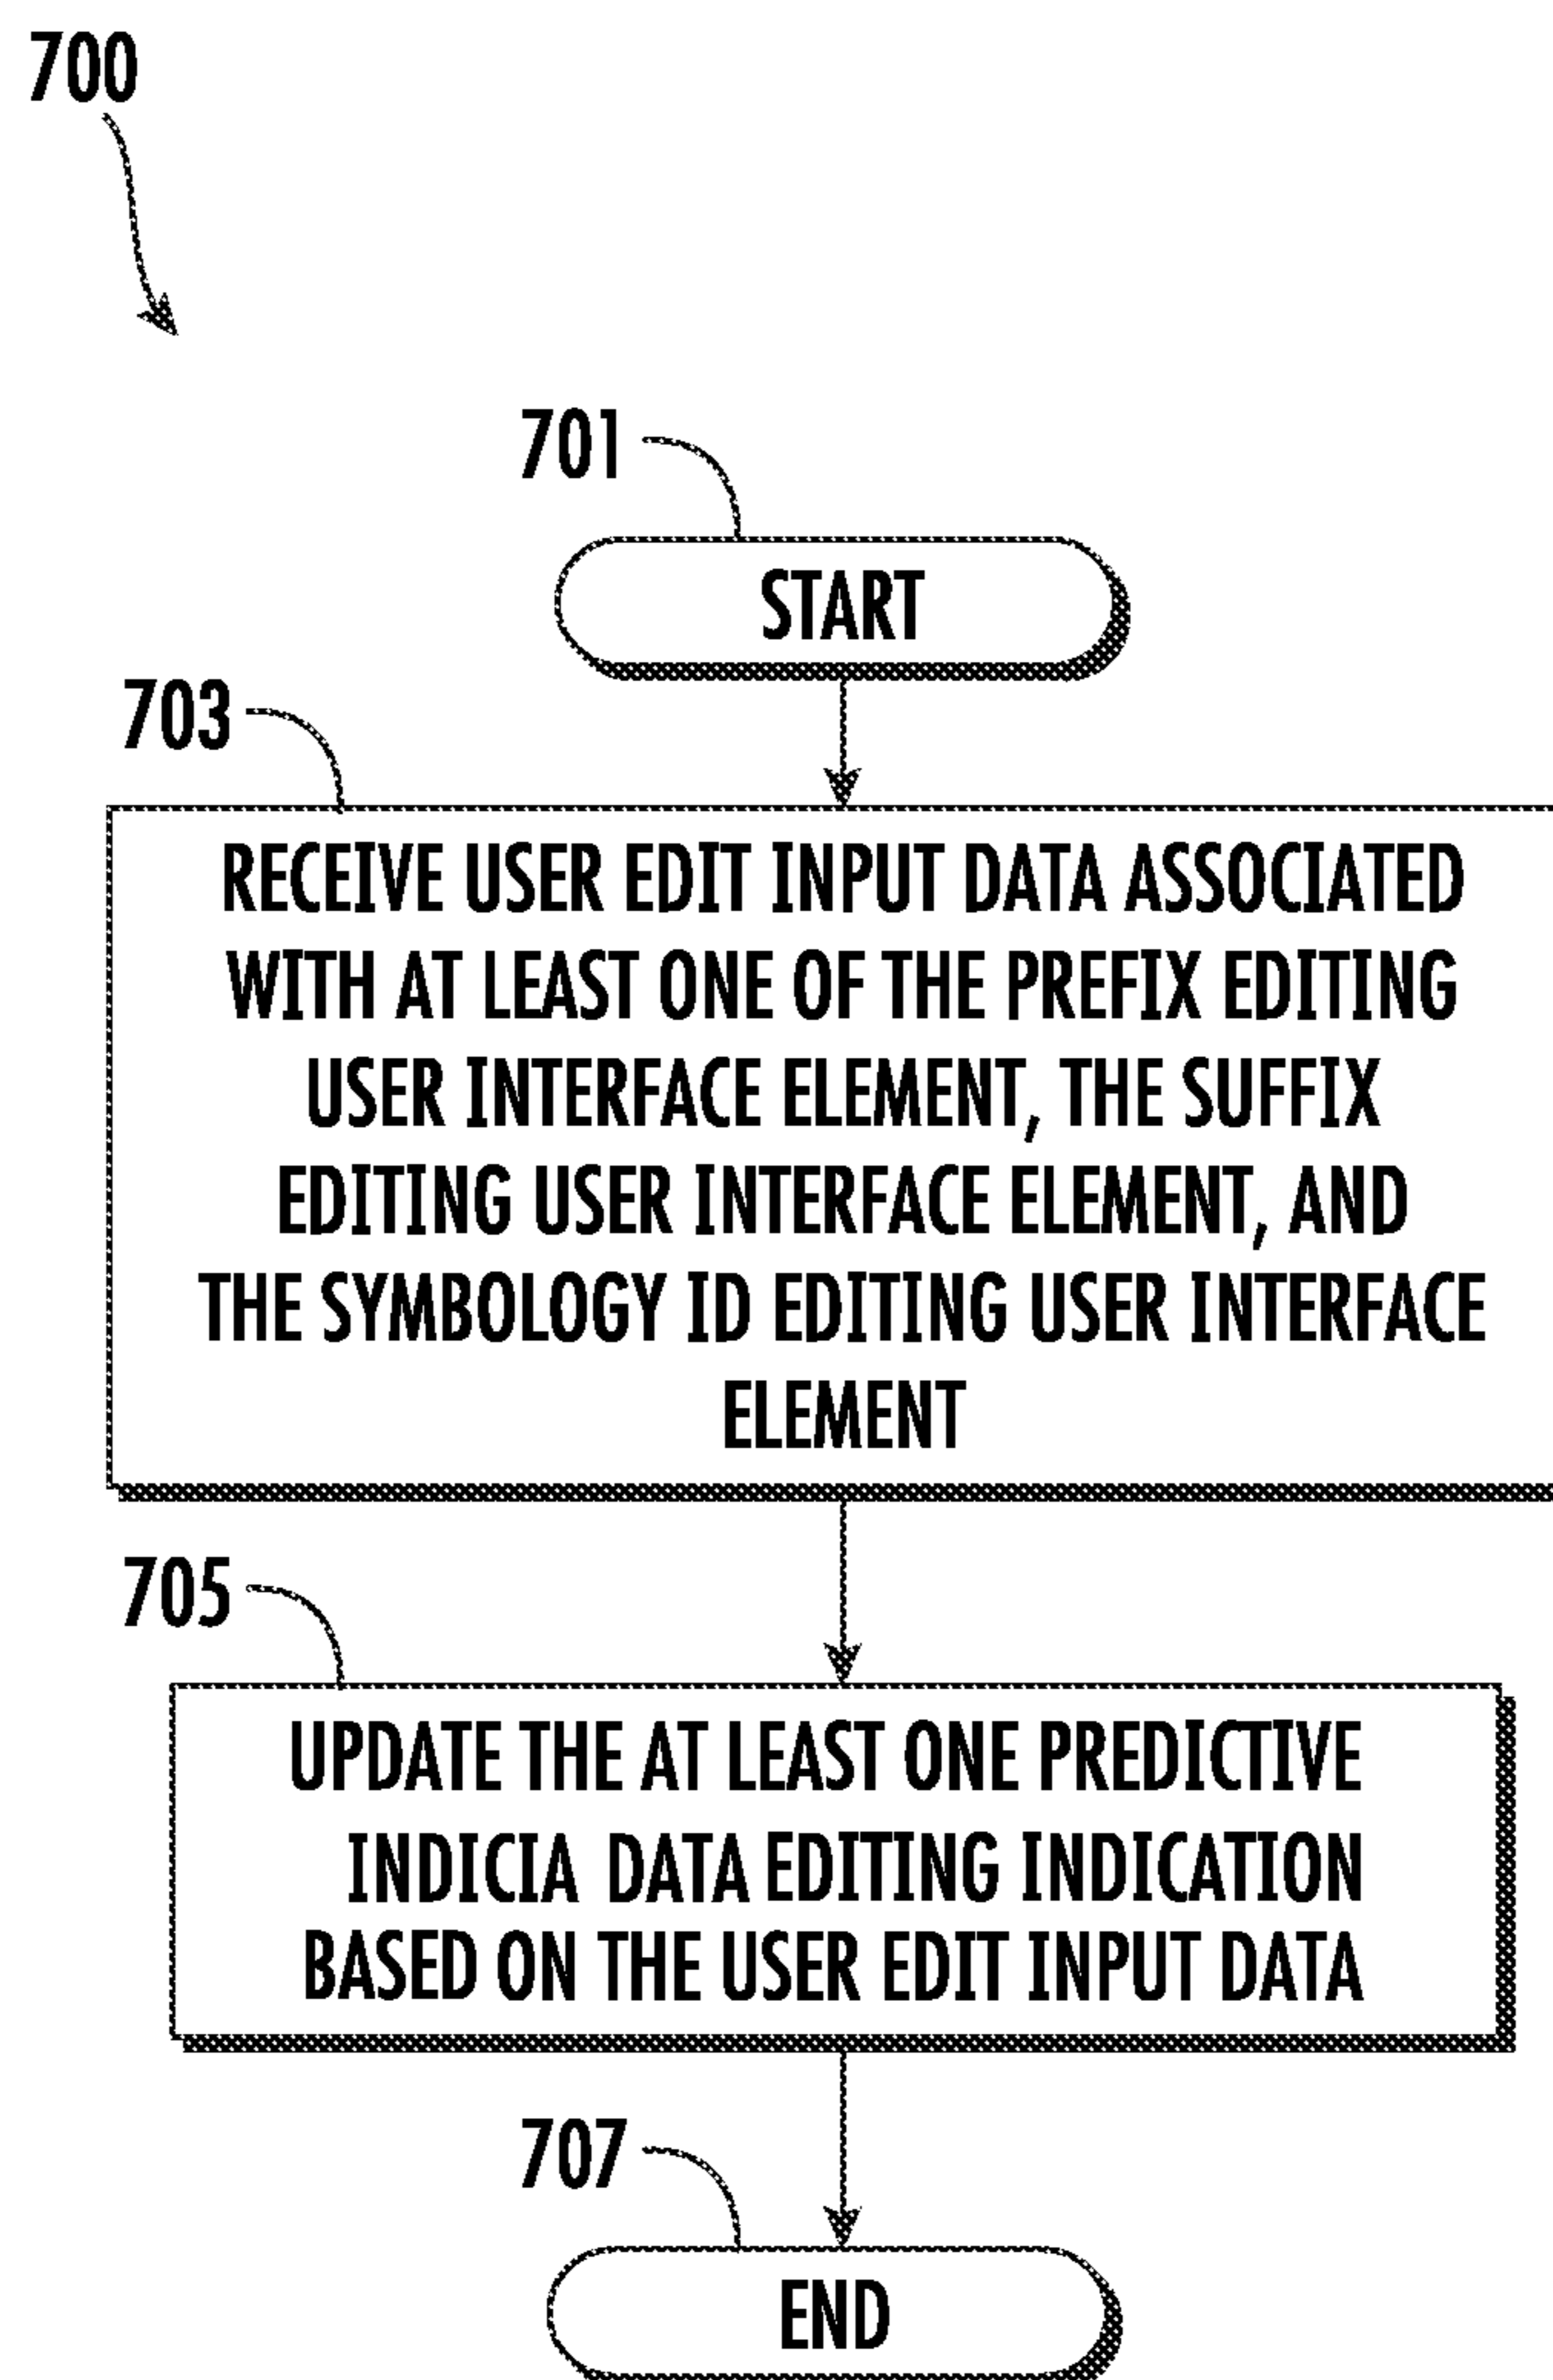 700
701
START
703
RECEIVE USER EDIT INPUT DATA ASSOCIATED
WITH AT LEAST ONE OF THE PREFIX EDITING
USER INTERFACE ELEMENT, THE SUFFIX
EDITING USER INTERFACE ELEMENT, AND
THE SYMBOLOGY ID EDITING USER INTERFACE
ELEMENT
705
UPDATE THE AT LEAST ONE PREDICTIVE
INDICIA DATA EDITING INDICATION
BASED ON THE USER EDIT INPUT DATA
707
END